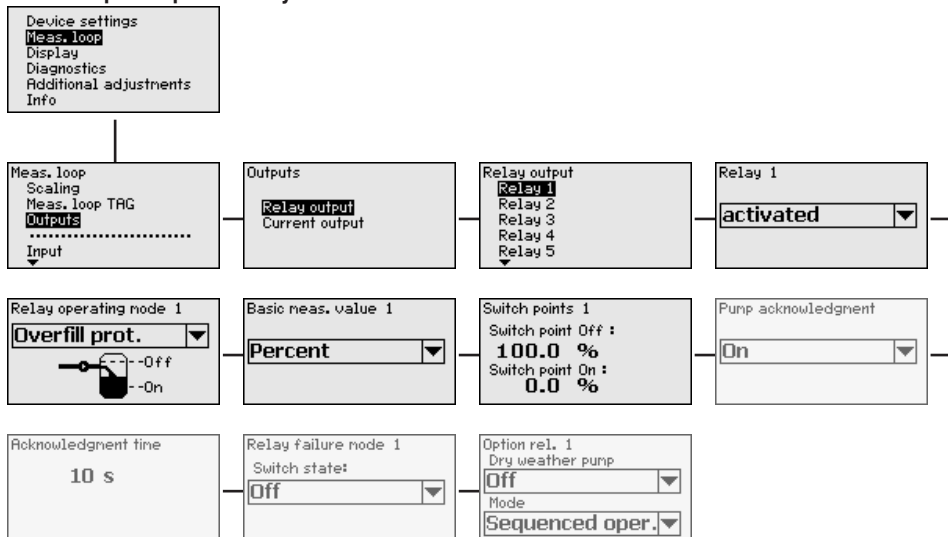 Device settings
Meas. loop
Display
Diagnostics
Additional adjustments
Info
Meas. loop
Scaling
Meas. loop TAG
Outputs
Input
Outputs
Relay output
Current output
Relay output
Relay 1
Relay 2
Relay 3
Relay 4
Relay 5
Relay 1
activated
Relay operating mode 1
Overfill prot.
--Off
--On
Basic meas. value 1
Percent
Switch points 1
Switch point Off :
100.0 %
Switch point On :
0.0 %
Pump acknowledgment
On
Acknowledgment time
10 s
Relay failure mode 1
Switch state:
Off
Option rel. 1
Dry weather pump
Off
Mode
Sequenced oper.